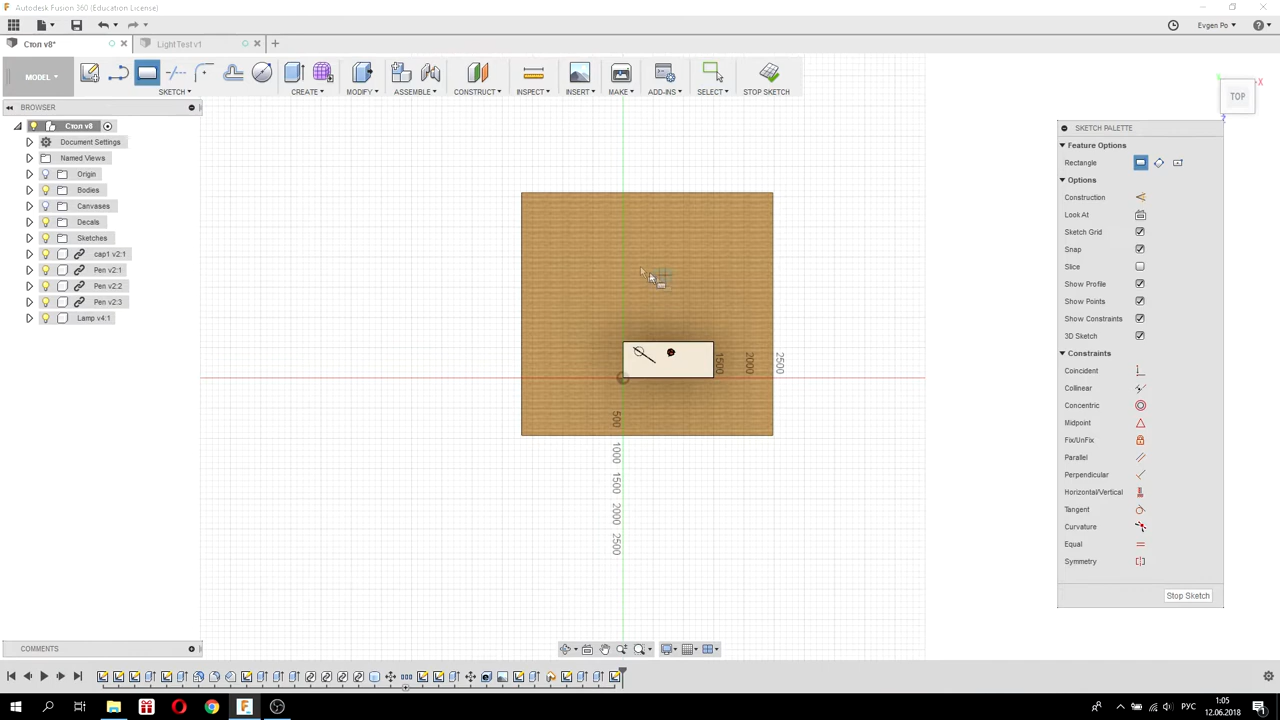 Autodesk Fusion 360 (Education License)
Evgen Po
Стол v8*
LightTest v1
MODEL
SKETCH
CREATE
MODIFY
ASSEMBLE
CONSTRUCT
INSPECT
INSERT
MAKE
ADD-INS
SELECT
STOP SKETCH
BROWSER
Стол v8
Document Settings
Named Views
Origin
Bodies
Canvases
Decals
Sketches
cap1 v2:1
Pen v2:1
Pen v2:2
Pen v2:3
Lamp v4:1
X
TOP
Z
1500
2000
2500
500
1000
1500
2000
2500
SKETCH PALETTE
Feature Options
Rectangle
Options
Construction
Look At
Sketch Grid
Snap
Slice
Show Profile
Show Points
Show Constraints
3D Sketch
Constraints
Coincident
Collinear
Concentric
Midpoint
Fix/UnFix
Parallel
Perpendicular
Horizontal/Vertical
Tangent
Curvature
Equal
Symmetry
Stop Sketch
COMMENTS
РУС
1:05
12.06.2018